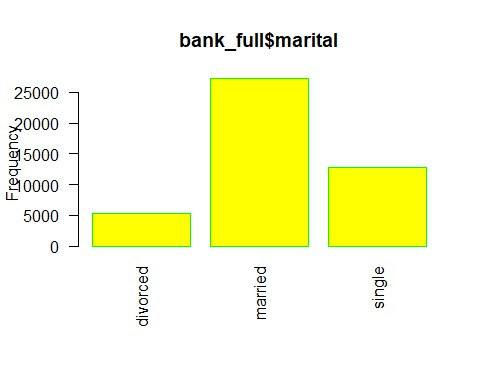 bank_full$marital
Frequency
25000
20000
15000
10000
5000
0
divorced
married
single